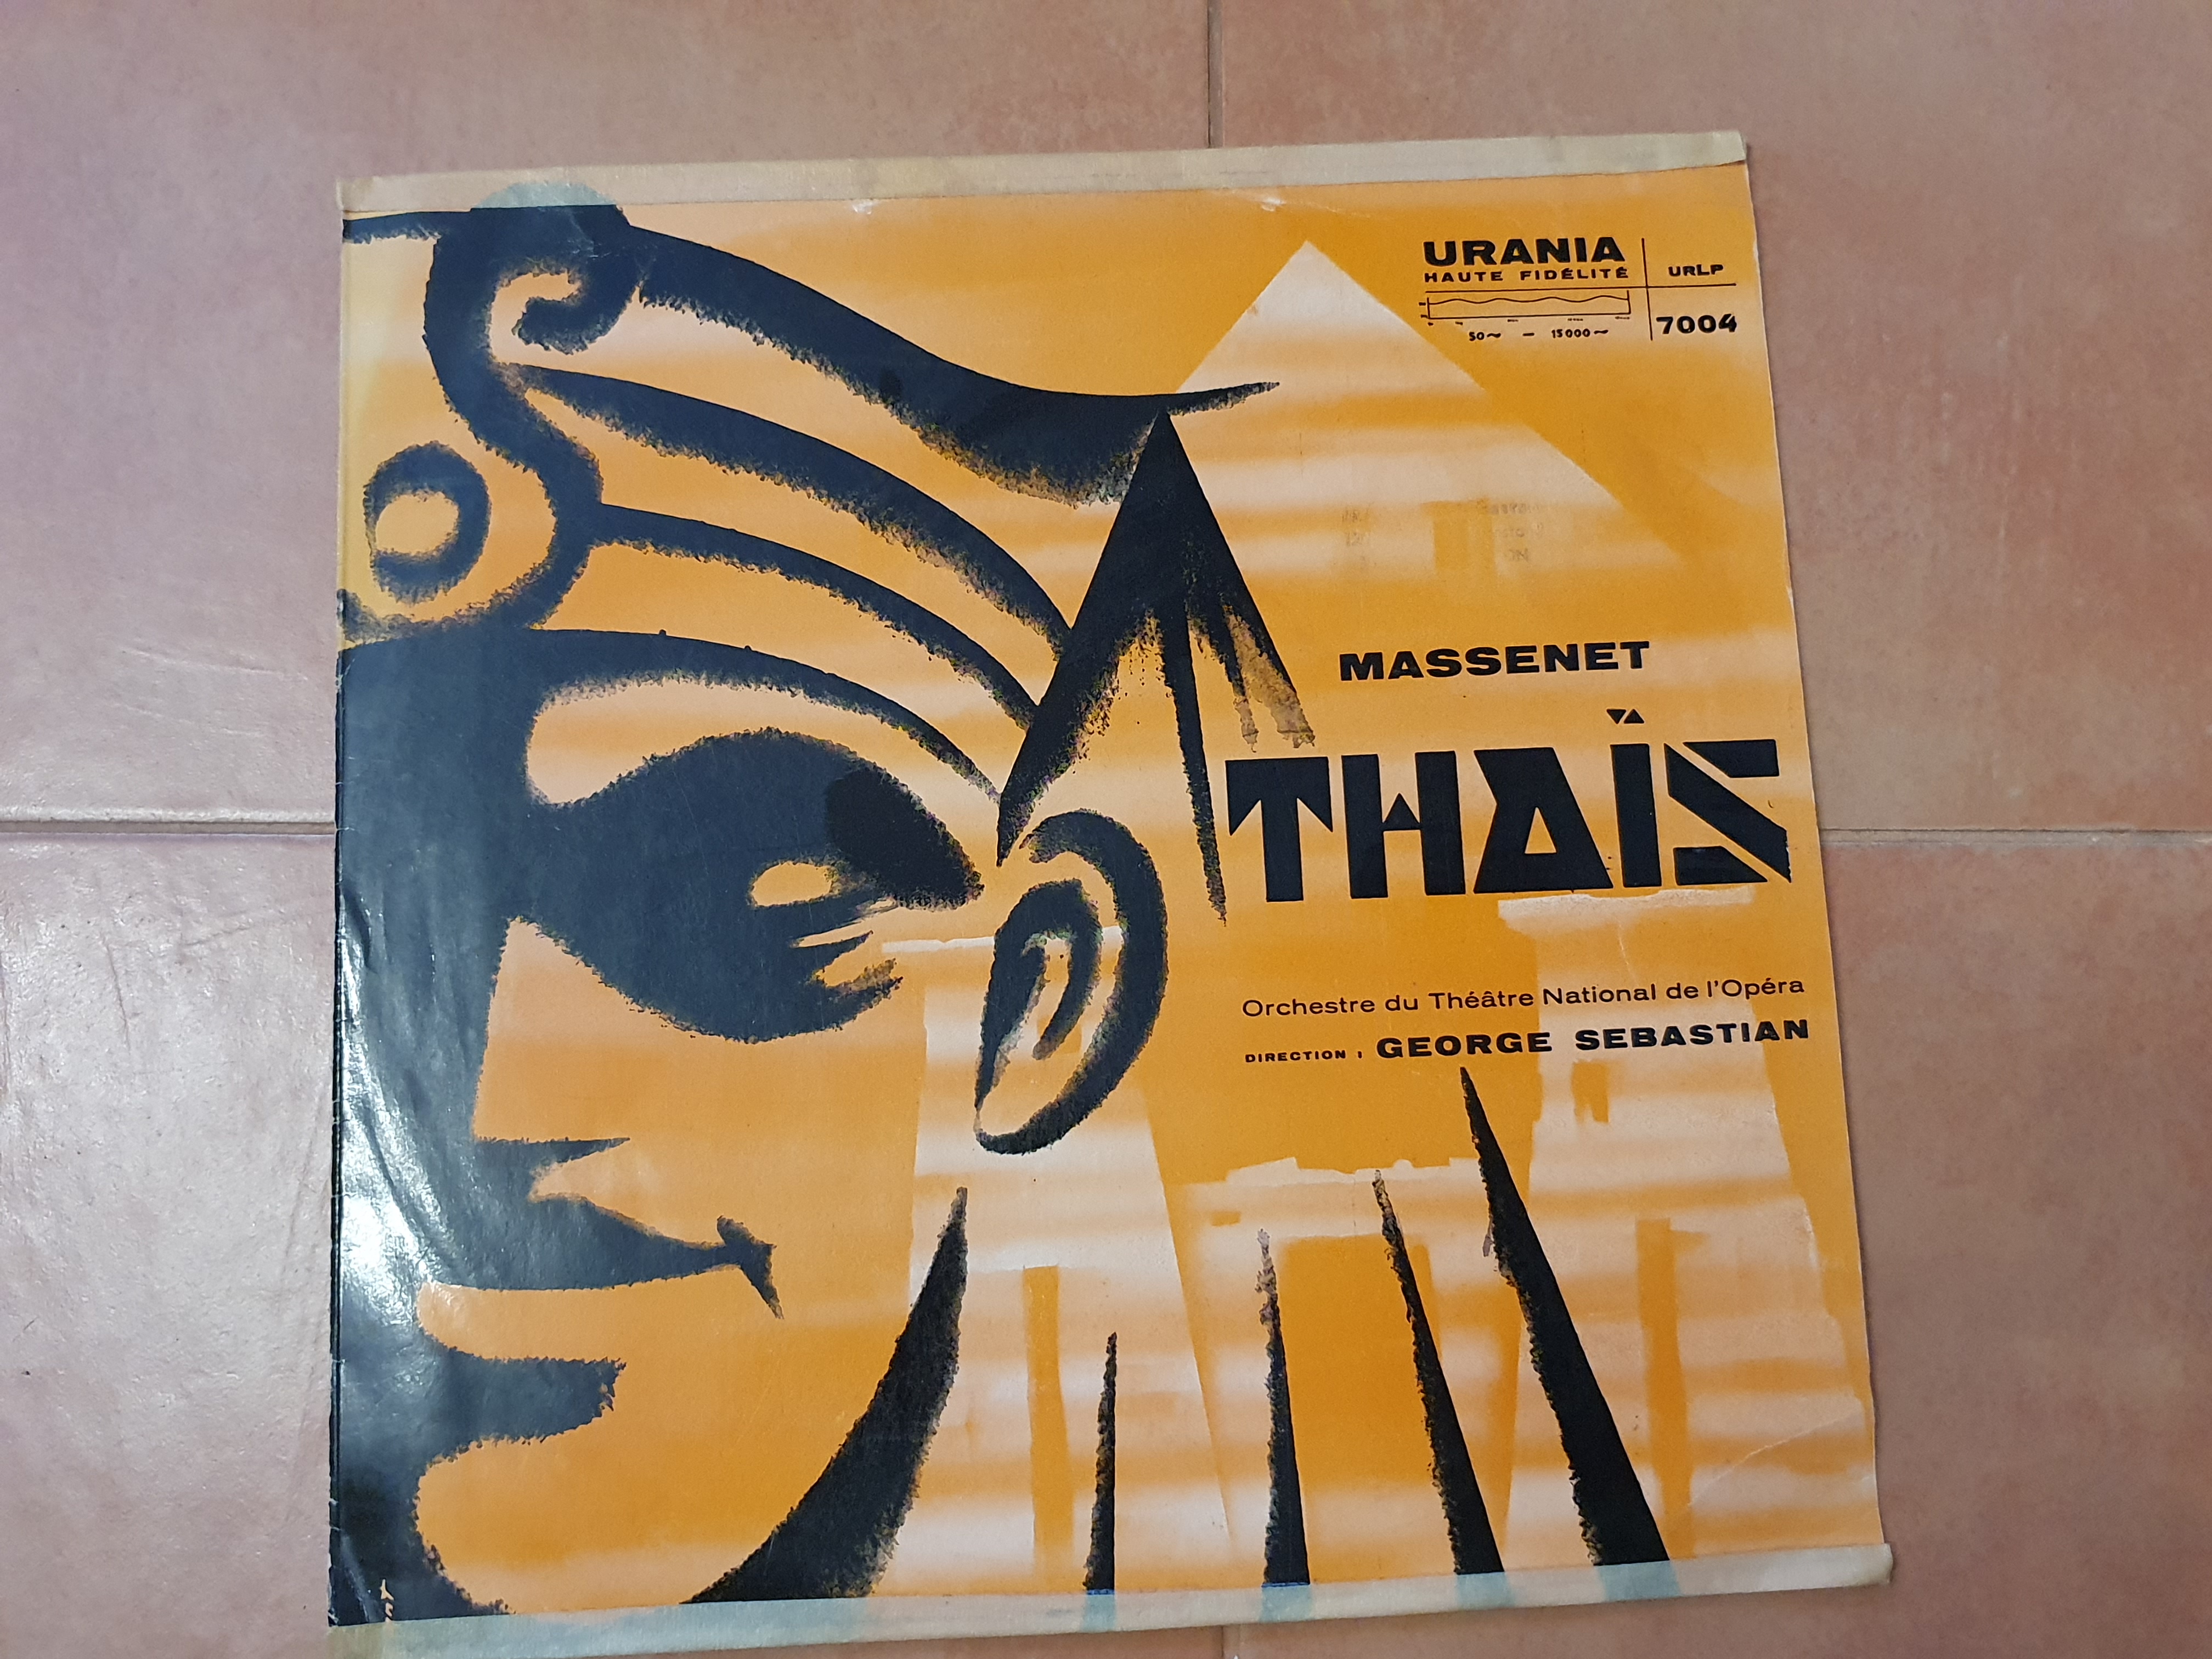 URANIA
HAUTE FIDÉLITÉ
URLP
7004
50~ — 15000~
MASSENET
THAÏS
Orchestre du Théâtre National de l'Opéra
DIRECTION : GEORGE SEBASTIAN